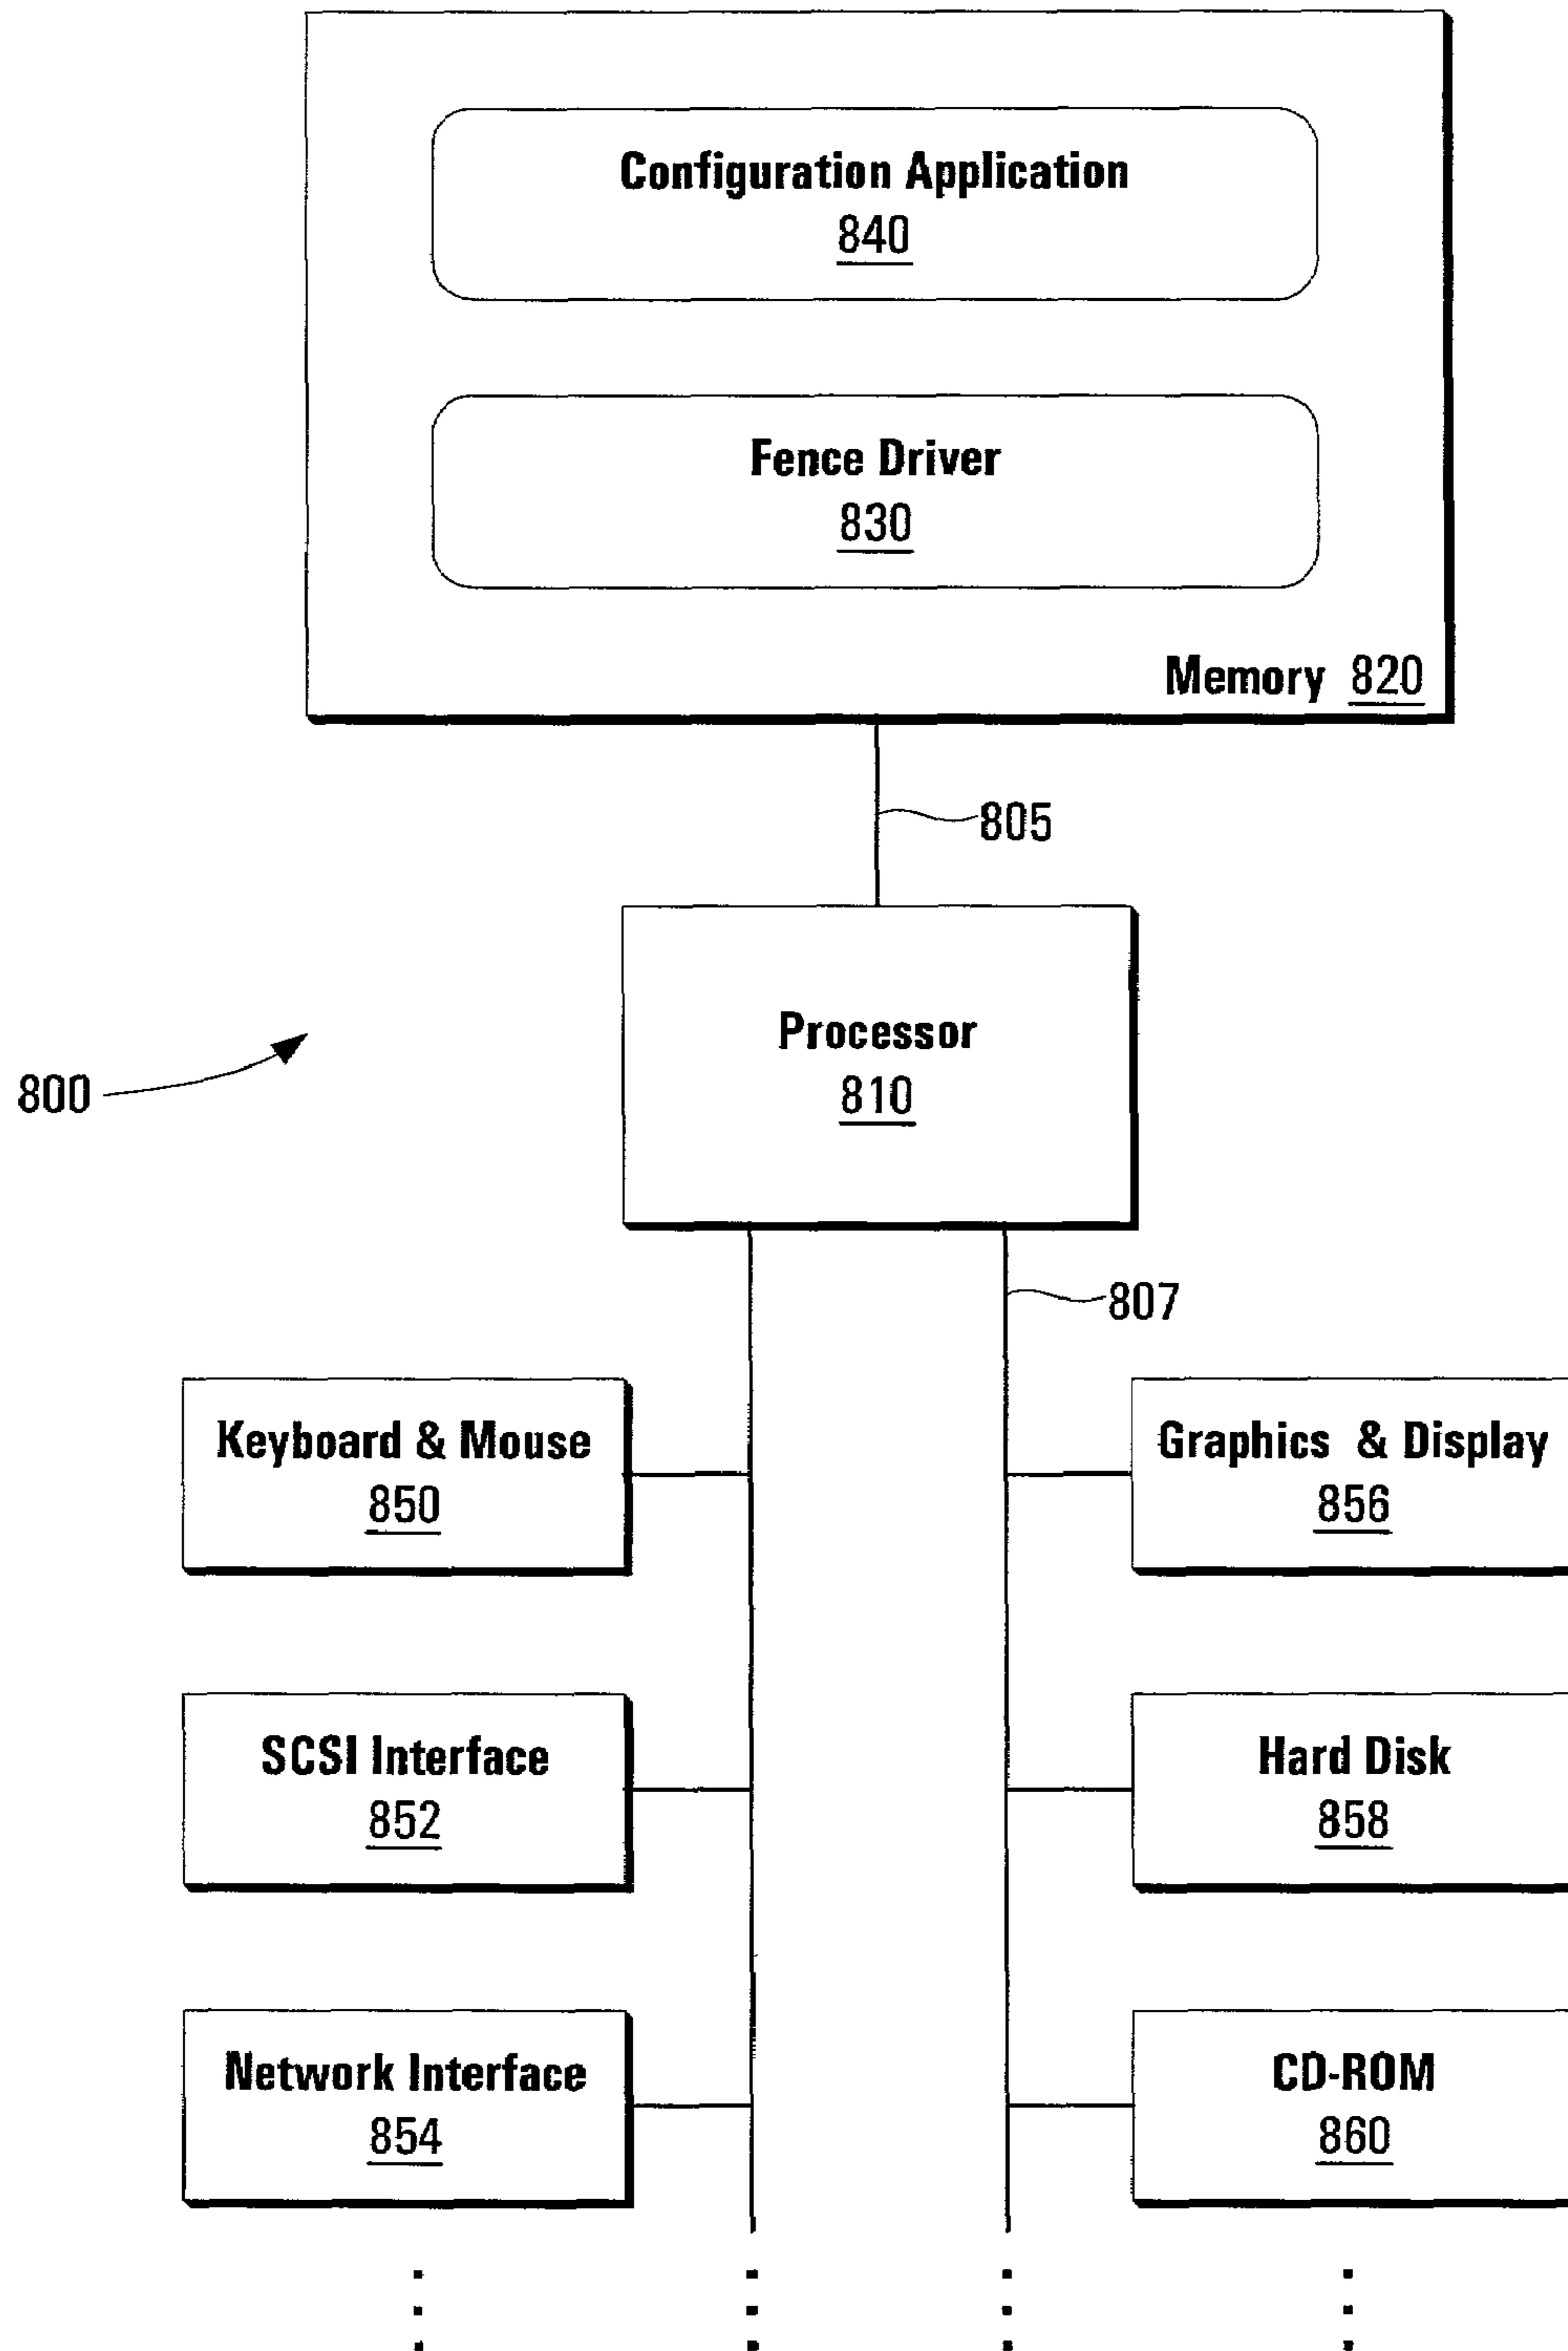 Configuration Application
840
Fence Driver
830
Memory 820
805
Processor
810
800
807
Keyboard & Mouse
850
Graphics & Display
856
SCSI Interface
852
Hard Disk
858
Network Interface
854
CD-ROM
860